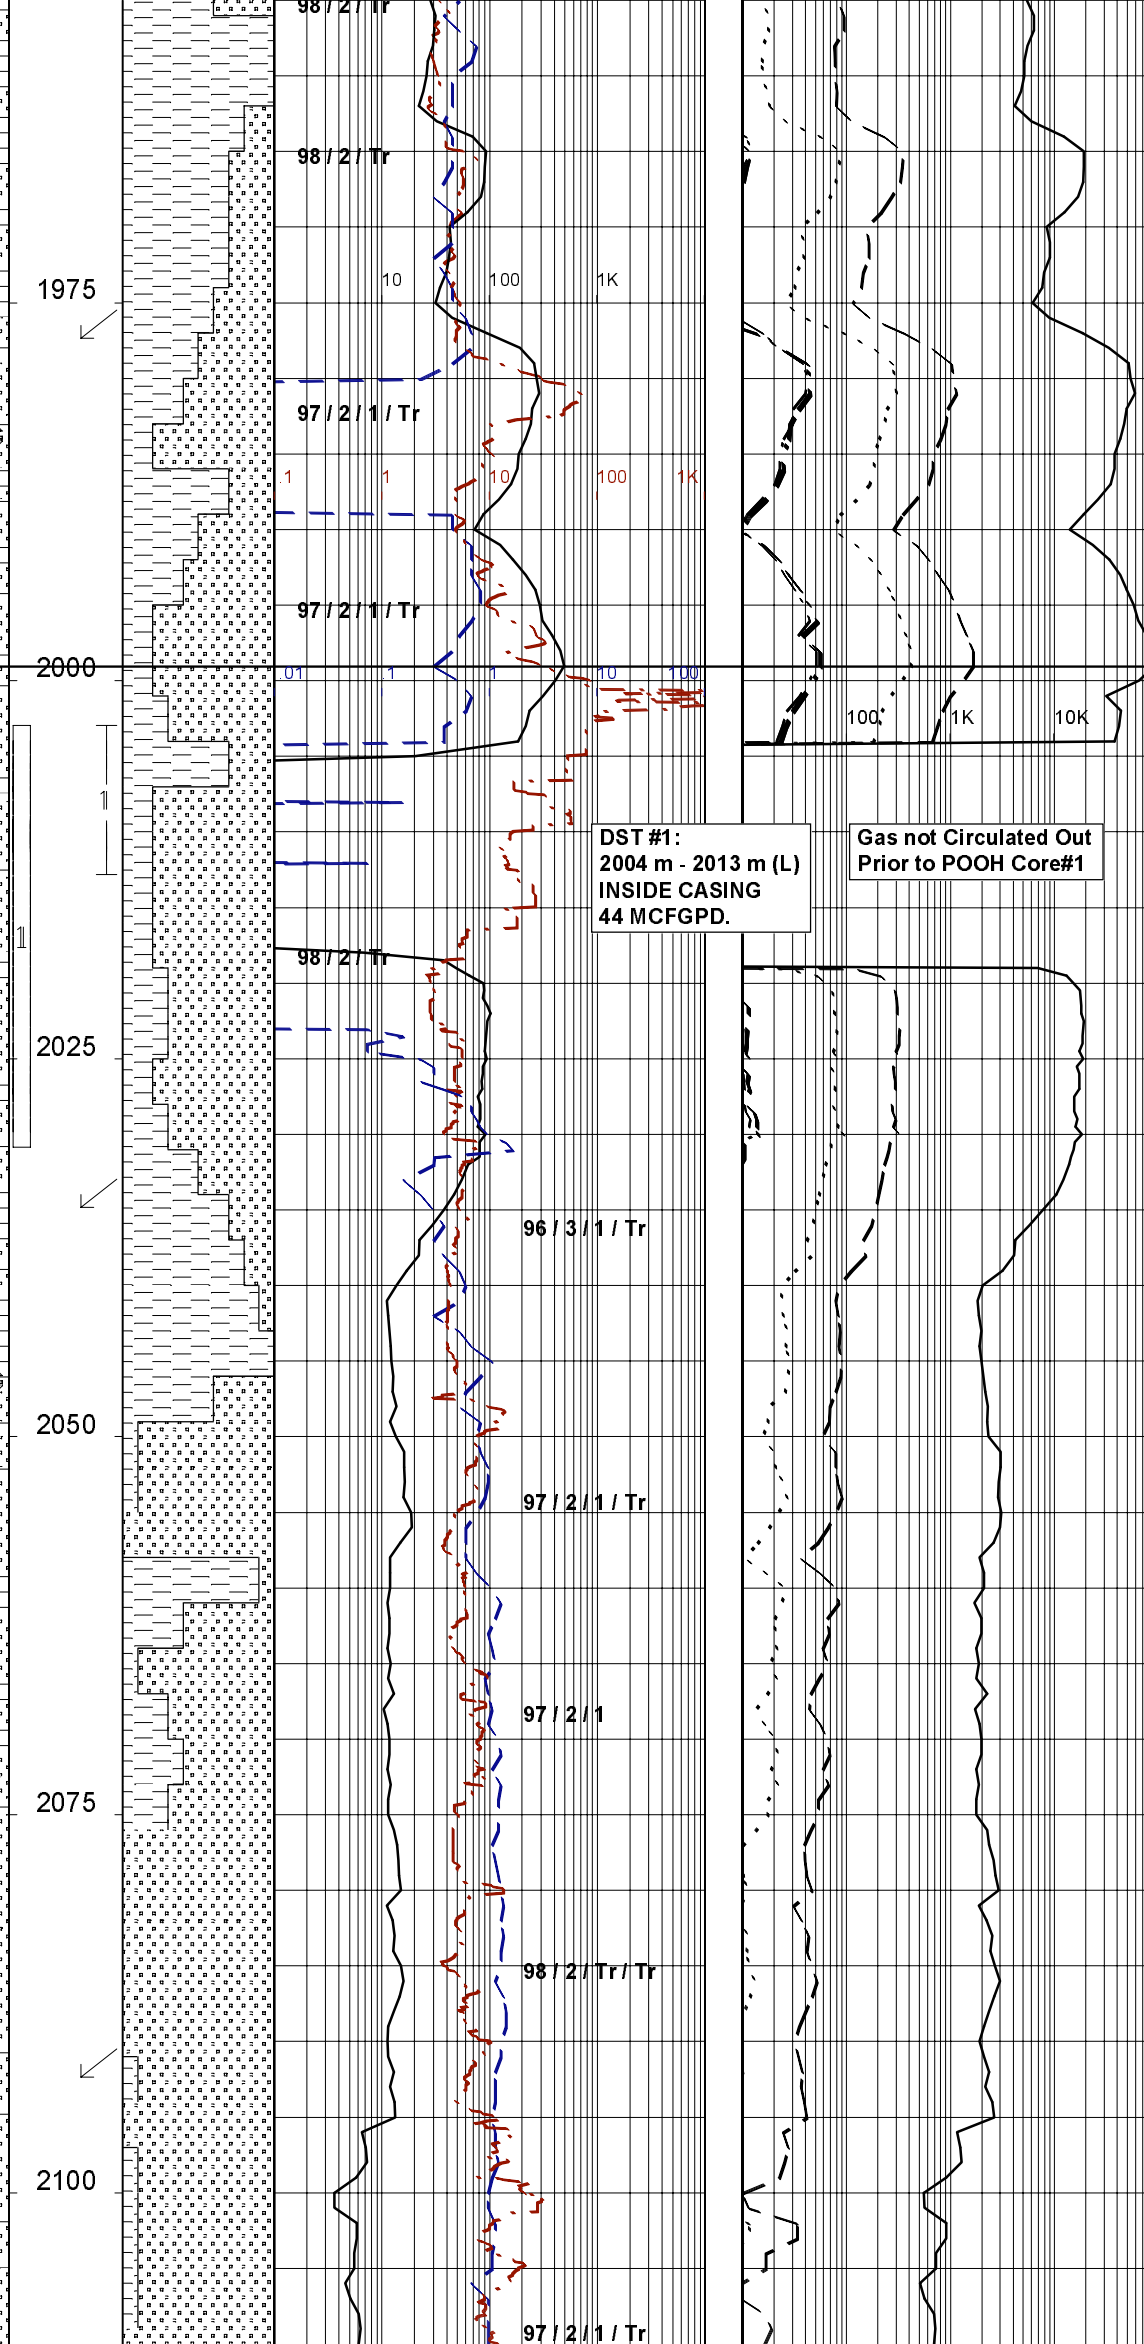 98 / 2 / Tr
98 / 2 / Tr
10 100 1K
1975
97 / 2 / 1 / Tr
.1 1 10 100 1K
97 / 2 / 1 / Tr
2000
.01 .1 1 10 100
100 1K 10K
1
DST #1:
2004 m - 2013 m (L)
INSIDE CASING
44 MCFGPD.
Gas not Circulated Out
Prior to POOH Core#1
1
98 / 2 / Tr
2025
96 / 3 / 1 / Tr
2050
97 / 2 / 1 / Tr
97 / 2 / 1
2075
98 / 2 / Tr / Tr
2100
97 / 2 / 1 / Tr